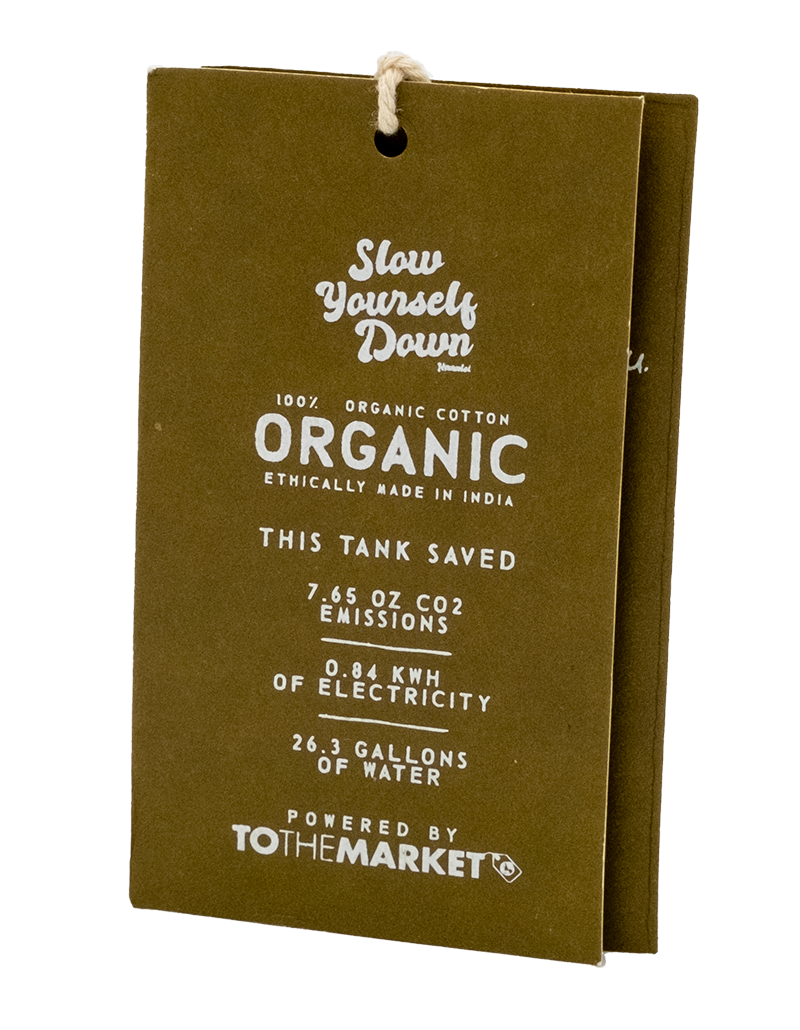 Slow
Yourself
Down
100% ORGANIC COTTON
ORGANIC
ETHICALLY MADE IN INDIA
THIS TANK SAVED
7.65 OZ CO2
EMISSIONS
0.84 KWH
OF ELECTRICITY
26.3 GALLONS
OF WATER
POWERED BY
TOTHEMARKET